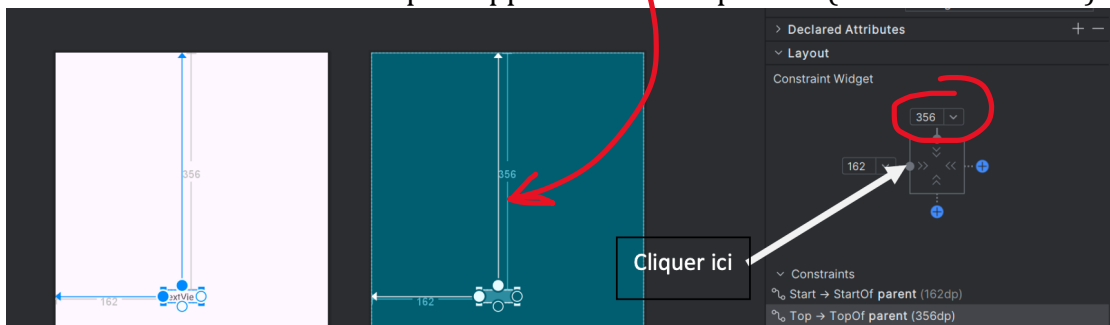 Declared Attributes
Layout
Constraint Widget
356
162
356
356
162
extVie
162
Cliquer ici
Constraints
Start → StartOf parent (162dp)
Top → TopOf parent (356dp)